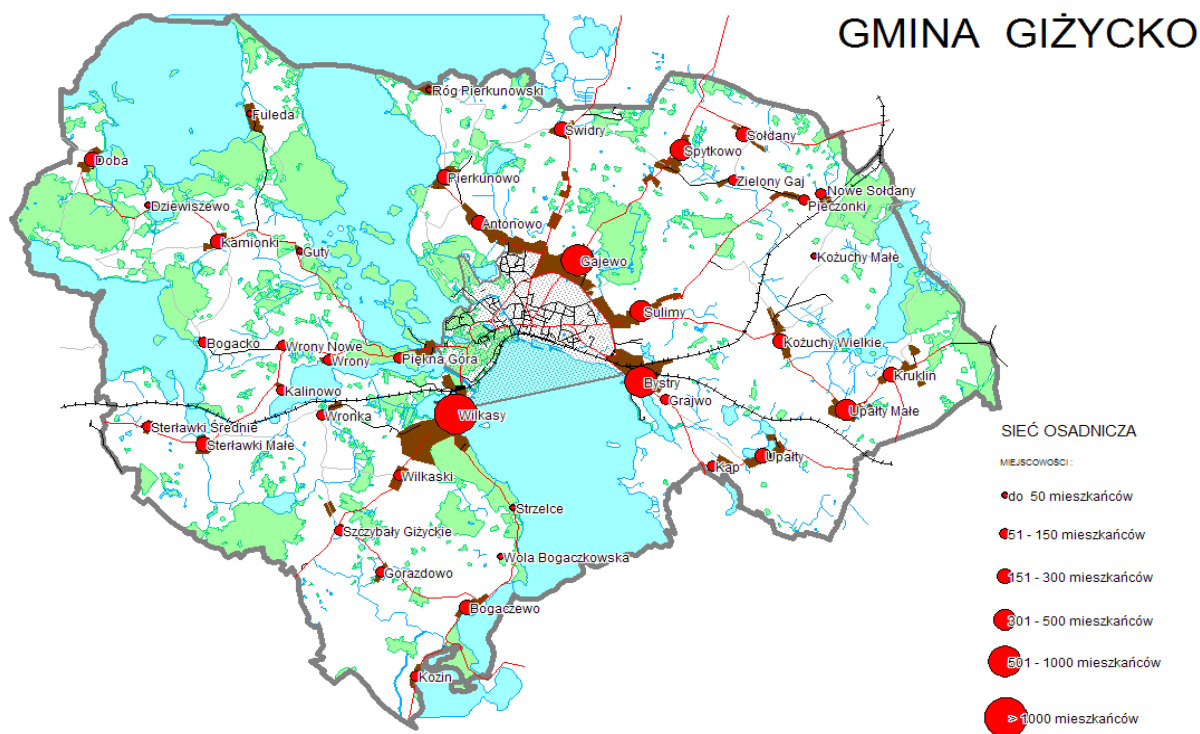 GMINA GIŻYCKO
Róg Pierkunowski
Fuleda
Świdry
Sołdany
Spytkowo
Doba
Pierkunowo
Zielony Gaj
Nowe Sołdany
Pieczonki
Dziewiszewo
Antonowo
Kamionki
Guty
Gajewo
Kożuchy Małe
Sulimy
Bogacko
Wrony Nowe
Wrony
Piękna Góra
Kożuchy Wielkie
Kruklin
Bystry
Kalinowo
Grajwo
Upałty Małe
Wronka
Wilkasy
Sterławki Średnie
Sterławki Małe
Upałty
Kąp
Wilkaski
Strzelce
Szczybały Giżyckie
Wola Bogaczkowska
Gorazdowo
Bogaczewo
Kozin
SIEĆ OSADNICZA
MIEJSCOWOŚCI :
do 50 mieszkańców
51 - 150 mieszkańców
151 - 300 mieszkańców
301 - 500 mieszkańców
501 - 1000 mieszkańców
> 1000 mieszkańców